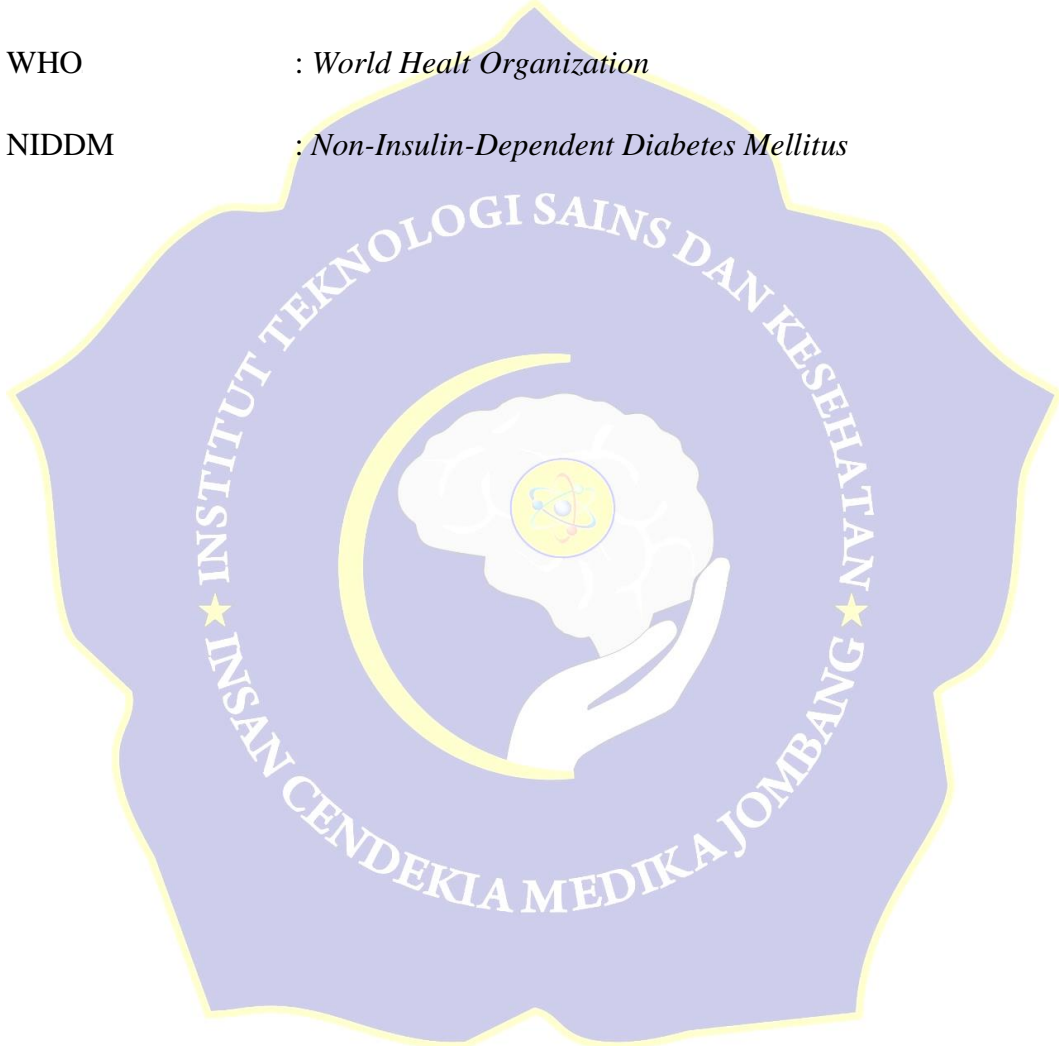 WHO : World Healt Organization
NIDDM : Non-Insulin-Dependent Diabetes Mellitus
INSTITUT TEKNOLOGI SAINS DAN KESEHATAN
INSAN CENDEKIA MEDIKA JOMBANG